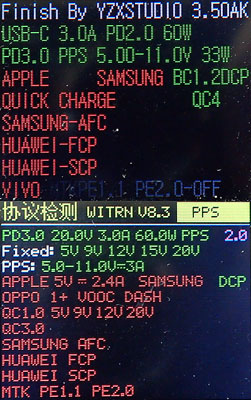 Finish By YZXSTUDIO 3.50AK
USB-C 3.0A PD2.0 60W
PD3.0 PPS 5.00-11.0V 33W
APPLE SAMSUNG BC1.2DCP
QUICK CHARGE QC4
SAMSUNG-AFC
HUAWEI-FCP
HUAWEI-SCP
VIVO PE1.1 PE2.0-OFF
协议检测 WITRN V8.3 PPS
PD3.0 20.0V 3.0A 60.0W PPS 2.0
Fixed: 5V 9V 12V 15V 20V
PPS: 5.0-11.0V=3A
APPLE 5V = 2.4A SAMSUNG DCP
OPPO 1+ VOOC DASH
QC1.0 5V 9V 12V 20V
QC3.0
SAMSUNG AFC
HUAWEI FCP
HUAWEI SCP
MTK PE1.1 PE2.0